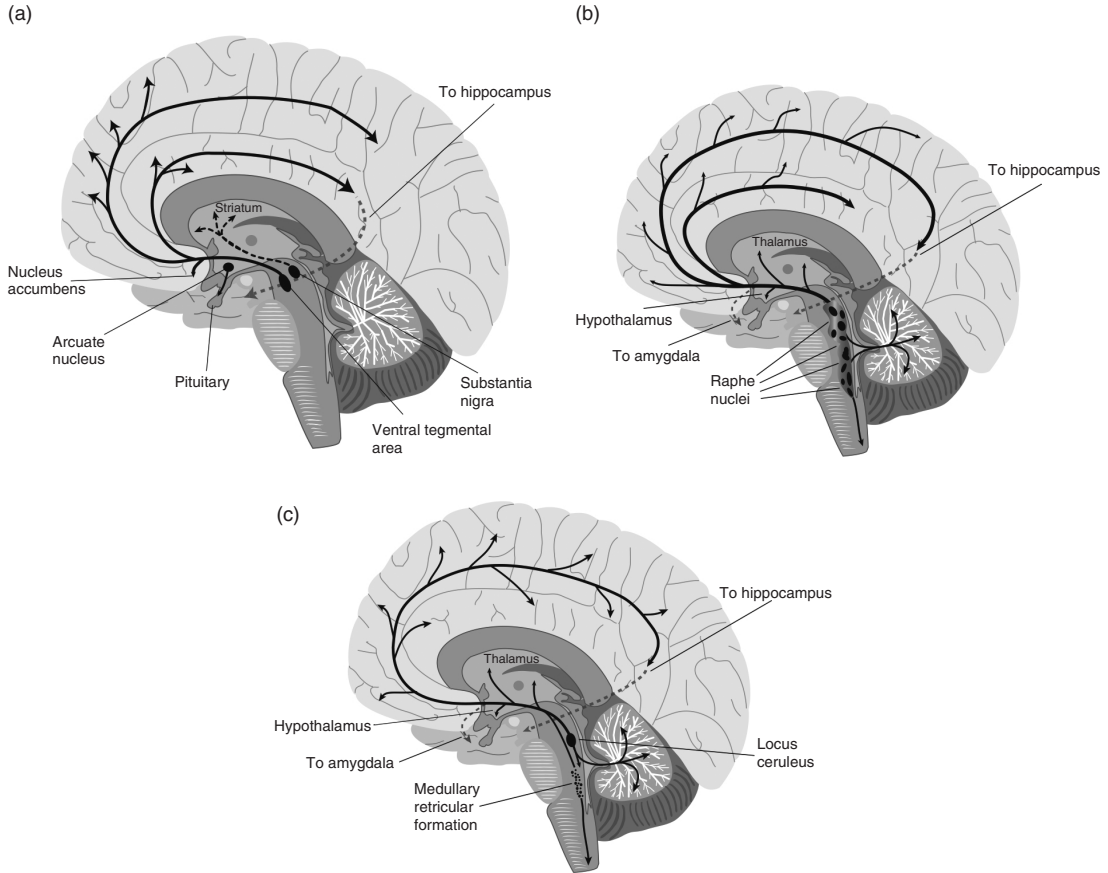 (a)
To hippocampus
Striatum
Nucleus
accumbens
Arcuate
nucleus
Pituitary
Substantia
nigra
Ventral tegmental
area
(b)
To hippocampus
Thalamus
Hypothalamus
To amygdala
Raphe
nuclei
(c)
To hippocampus
Thalamus
Hypothalamus
To amygdala
Locus
ceruleus
Medullary
retricular
formation